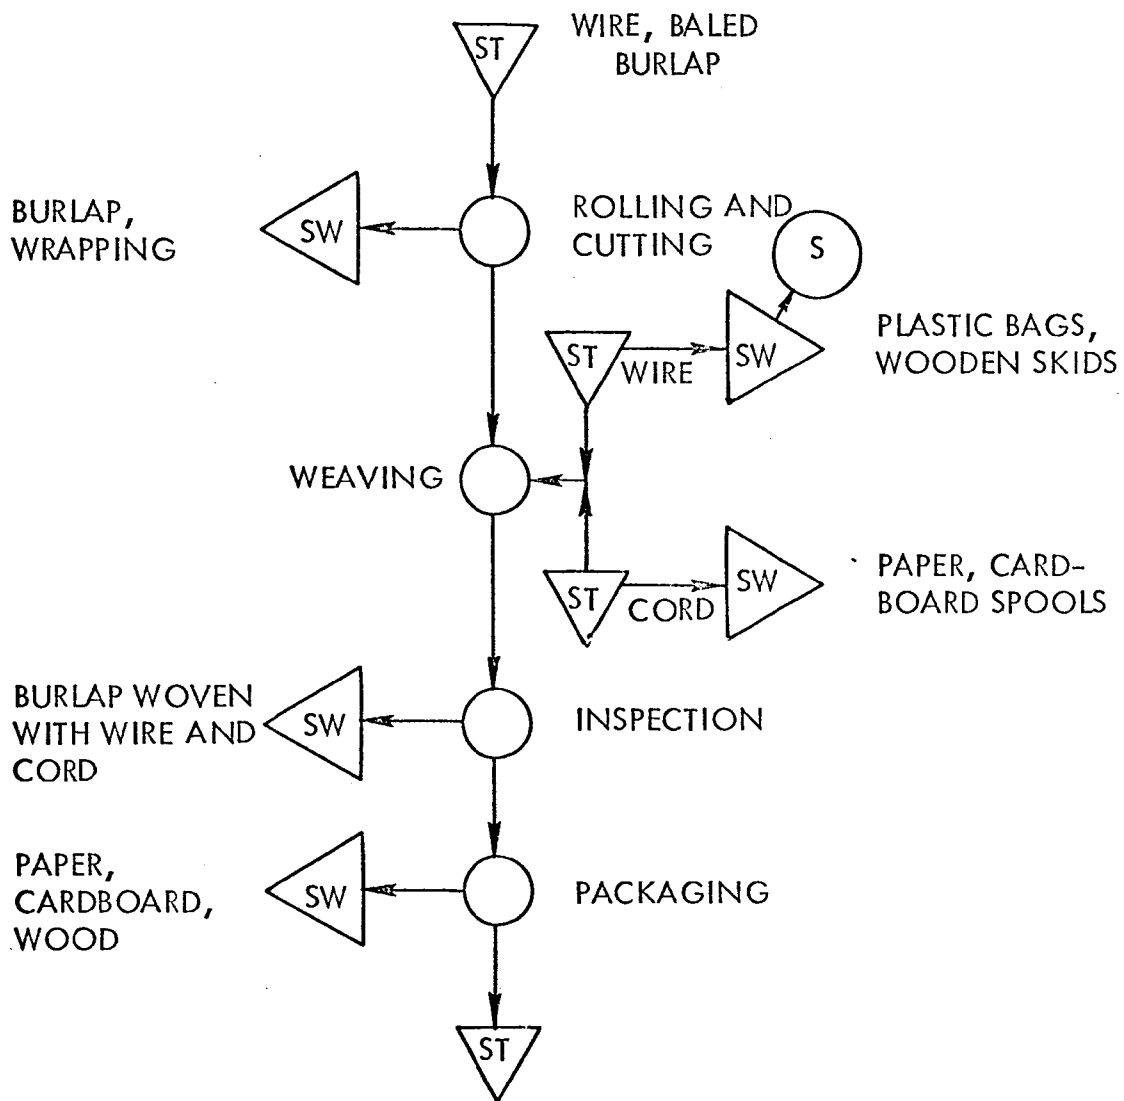 ST
WIRE, BALED
BURLAP
BURLAP,
WRAPPING
SW
ROLLING AND
CUTTING
S
ST
WIRE
SW
PLASTIC BAGS,
WOODEN SKIDS
WEAVING
ST
CORD
SW
PAPER, CARD-
BOARD SPOOLS
BURLAP WOVEN
WITH WIRE AND
CORD
SW
INSPECTION
PAPER,
CARDBOARD,
WOOD
SW
PACKAGING
ST